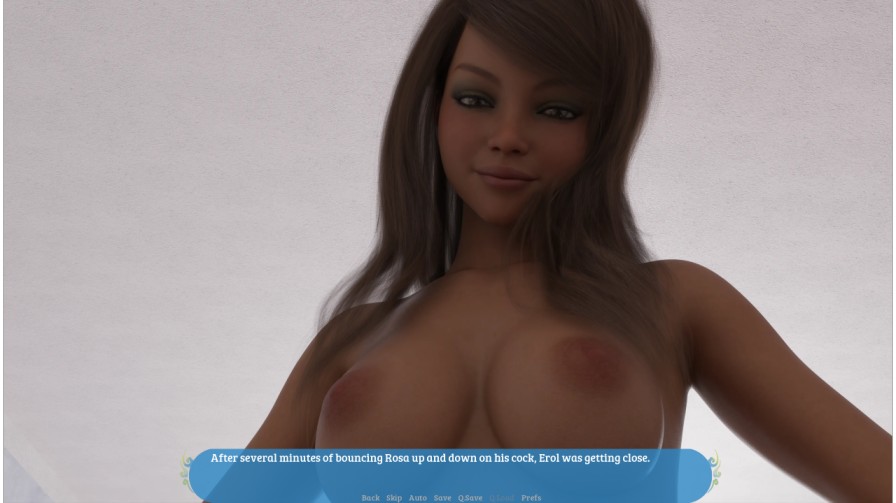 After several minutes of bouncing Rosa up and down on his cock, Erol was getting close.
Back Skip Auto Save Q.Save Q.Load Prefs